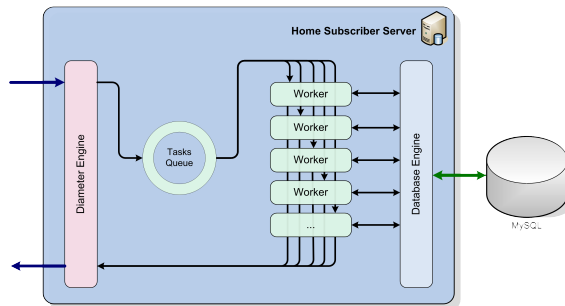 Home Subscriber Server
Diameter Engine
Tasks
Queue
Worker
Worker
Worker
Worker
...
Database Engine
MySQL